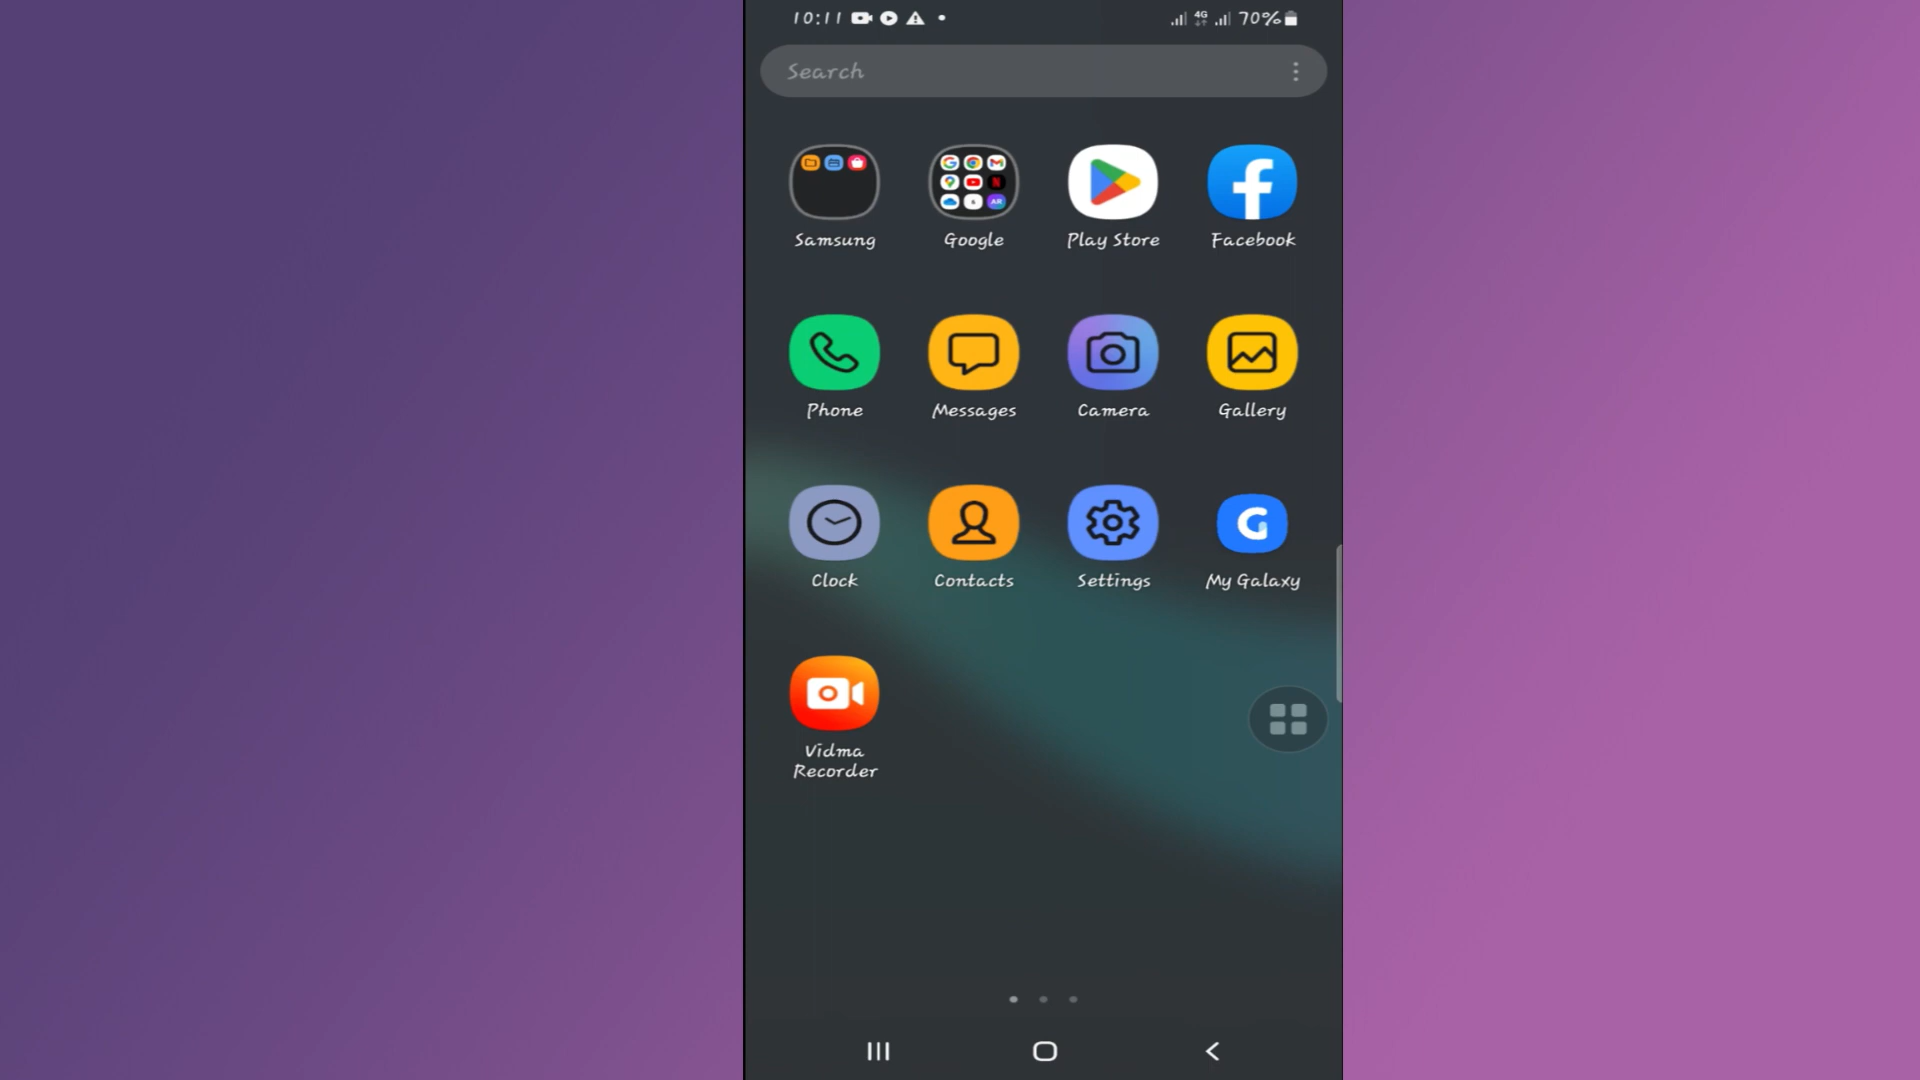 10:11 4G 70%
Search
Samsung Google Play Store Facebook
Phone Messages Camera Gallery
Clock Contacts Settings My Galaxy
Vidma
Recorder